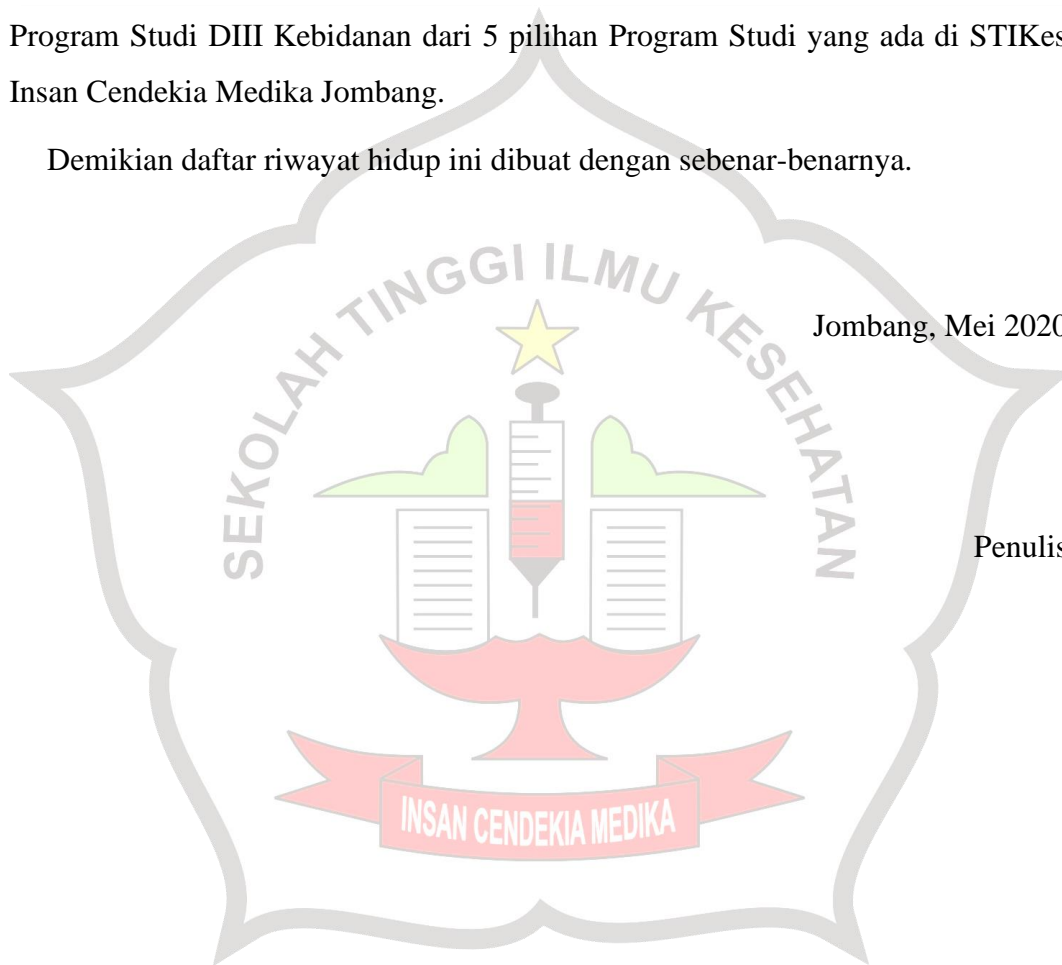 Program Studi DIII Kebidanan dari 5 pilihan Program Studi yang ada di STIKes
Insan Cendekia Medika Jombang.
Demikian daftar riwayat hidup ini dibuat dengan sebenar-benarnya.
SEKOLAH TINGGI ILMU KESEHATAN
Jombang, Mei 2020
Penulis
INSAN CENDEKIA MEDIKA